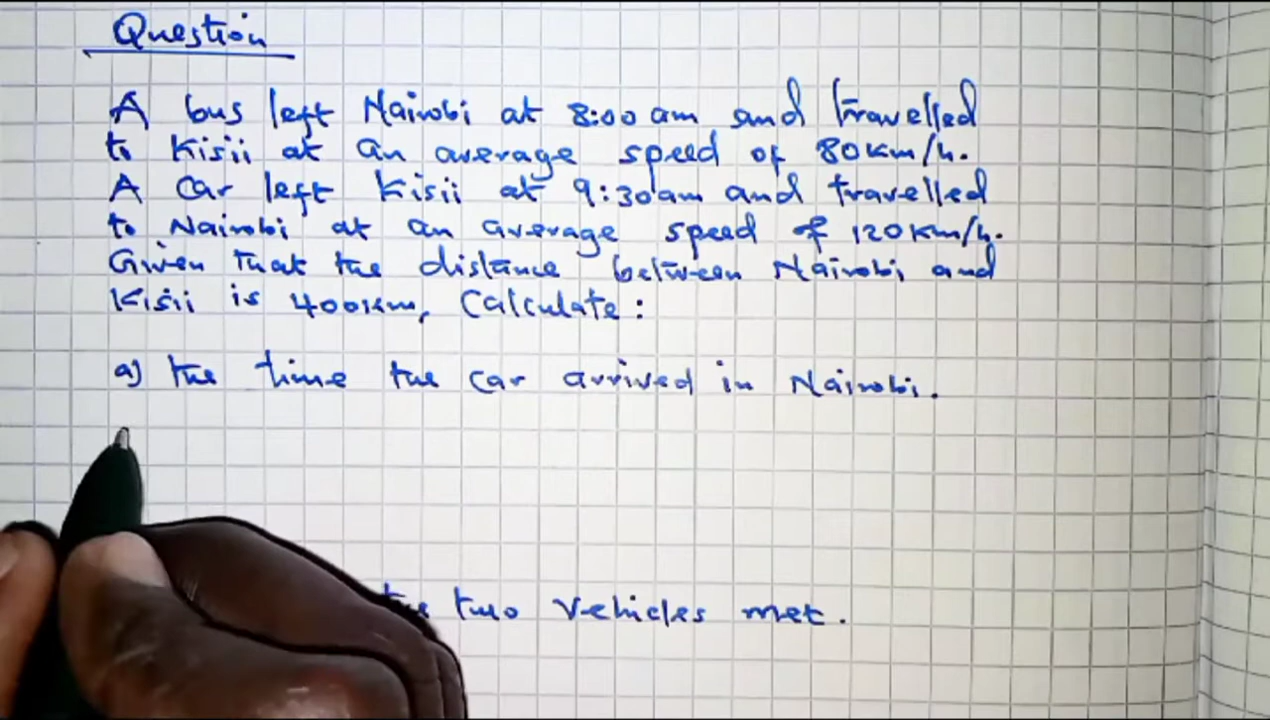 Question
A bus left Nairobi at 8:00 am and travelled
to Kisii at an average speed of 80km/h.
A Car left Kisii at 9:30am and travelled
to Nairobi at an average speed of 120km/h.
Given that the distance between Nairobi and
Kisii is 400km, Calculate:
a) the time the car arrived in Nairobi.
two vehicles met.